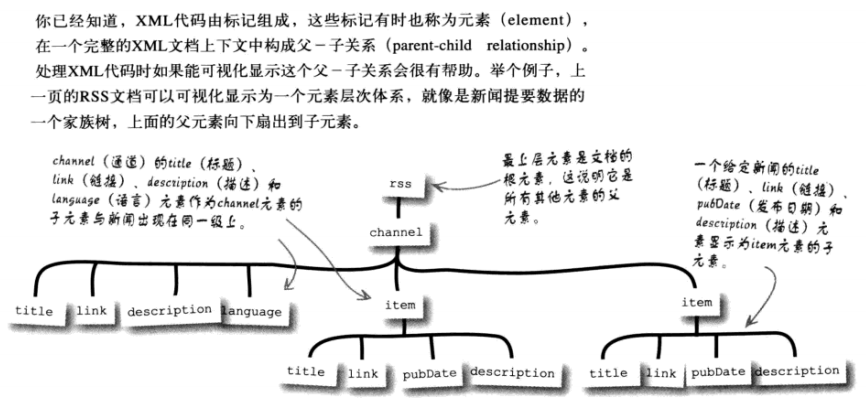 你已经知道，XML代码由标记组成，这些标记有时也称为元素（element），
在一个完整的XML文档上下文中构成父－子关系（parent-child relationship）。
处理XML代码时如果能可视化显示这个父－子关系会很有帮助。举个例子，上
一页的RSS文档可以可视化显示为一个元素层次体系，就像是新闻提要数据的
一个家族树，上面的父元素向下扇出到子元素。
channel（通道）的title（标题）、
link（链接）、description（描述）和
language（语言）元素作为channel元素的
子元素与新闻出现在同一级上。
rss
最上层元素是文档的
根元素，这说明它是
所有其他元素的父
元素。
一个给定新闻的title
（标题）、link（链接）、
pubDate（发布日期）和
description（描述）元
素显示为item元素的子
元素。
channel
title link description language item item
title link pubDate description title link pubDate description